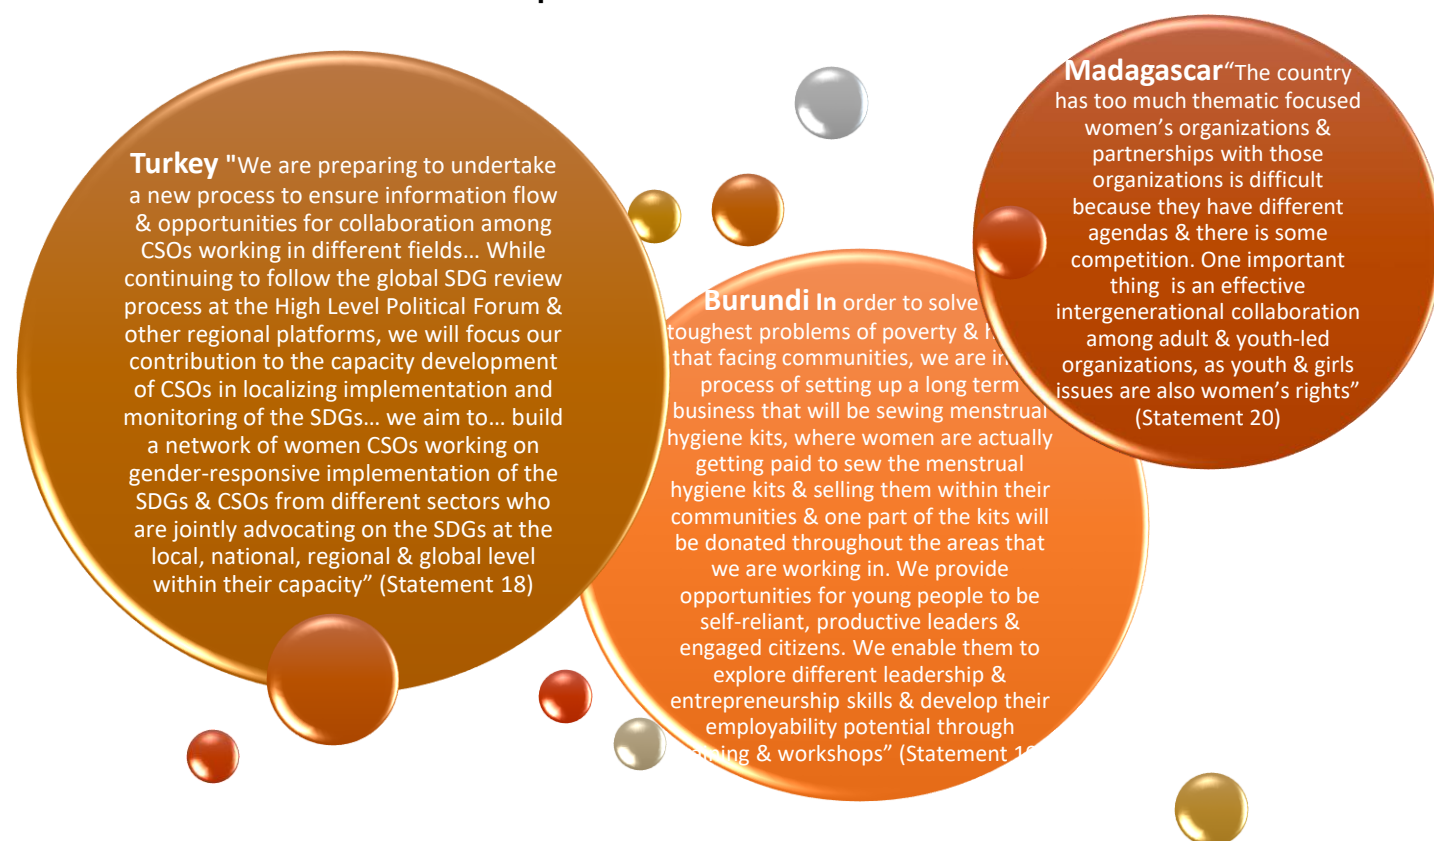 Turkey "We are preparing to undertake
a new process to ensure information flow
& opportunities for collaboration among
CSOs working in different fields… While
continuing to follow the global SDG review
process at the High Level Political Forum &
other regional platforms, we will focus our
contribution to the capacity development
of CSOs in localizing implementation and
monitoring of the SDGs… we aim to… build
a network of women CSOs working on
gender-responsive implementation of the
SDGs & CSOs from different sectors who
are jointly advocating on the SDGs at the
local, national, regional & global level
within their capacity” (Statement 18)
Burundi In order to solve
toughest problems of poverty &
that facing communities, we are
process of setting up a long term
business that will be sewing menstrual
hygiene kits, where women are actually
getting paid to sew the menstrual
hygiene kits & selling them within their
communities & one part of the kits will
be donated throughout the areas that
we are working in. We provide
opportunities for young people to be
self-reliant, productive leaders &
engaged citizens. We enable them to
explore different leadership &
entrepreneurship skills & develop their
employability potential through
& workshops” (Statement
Madagascar“The country
has too much thematic focused
women’s organizations &
partnerships with those
organizations is difficult
because they have different
agendas & there is some
competition. One important
thing is an effective
intergenerational collaboration
among adult & youth-led
organizations, as youth & girls
issues are also women’s rights”
(Statement 20)